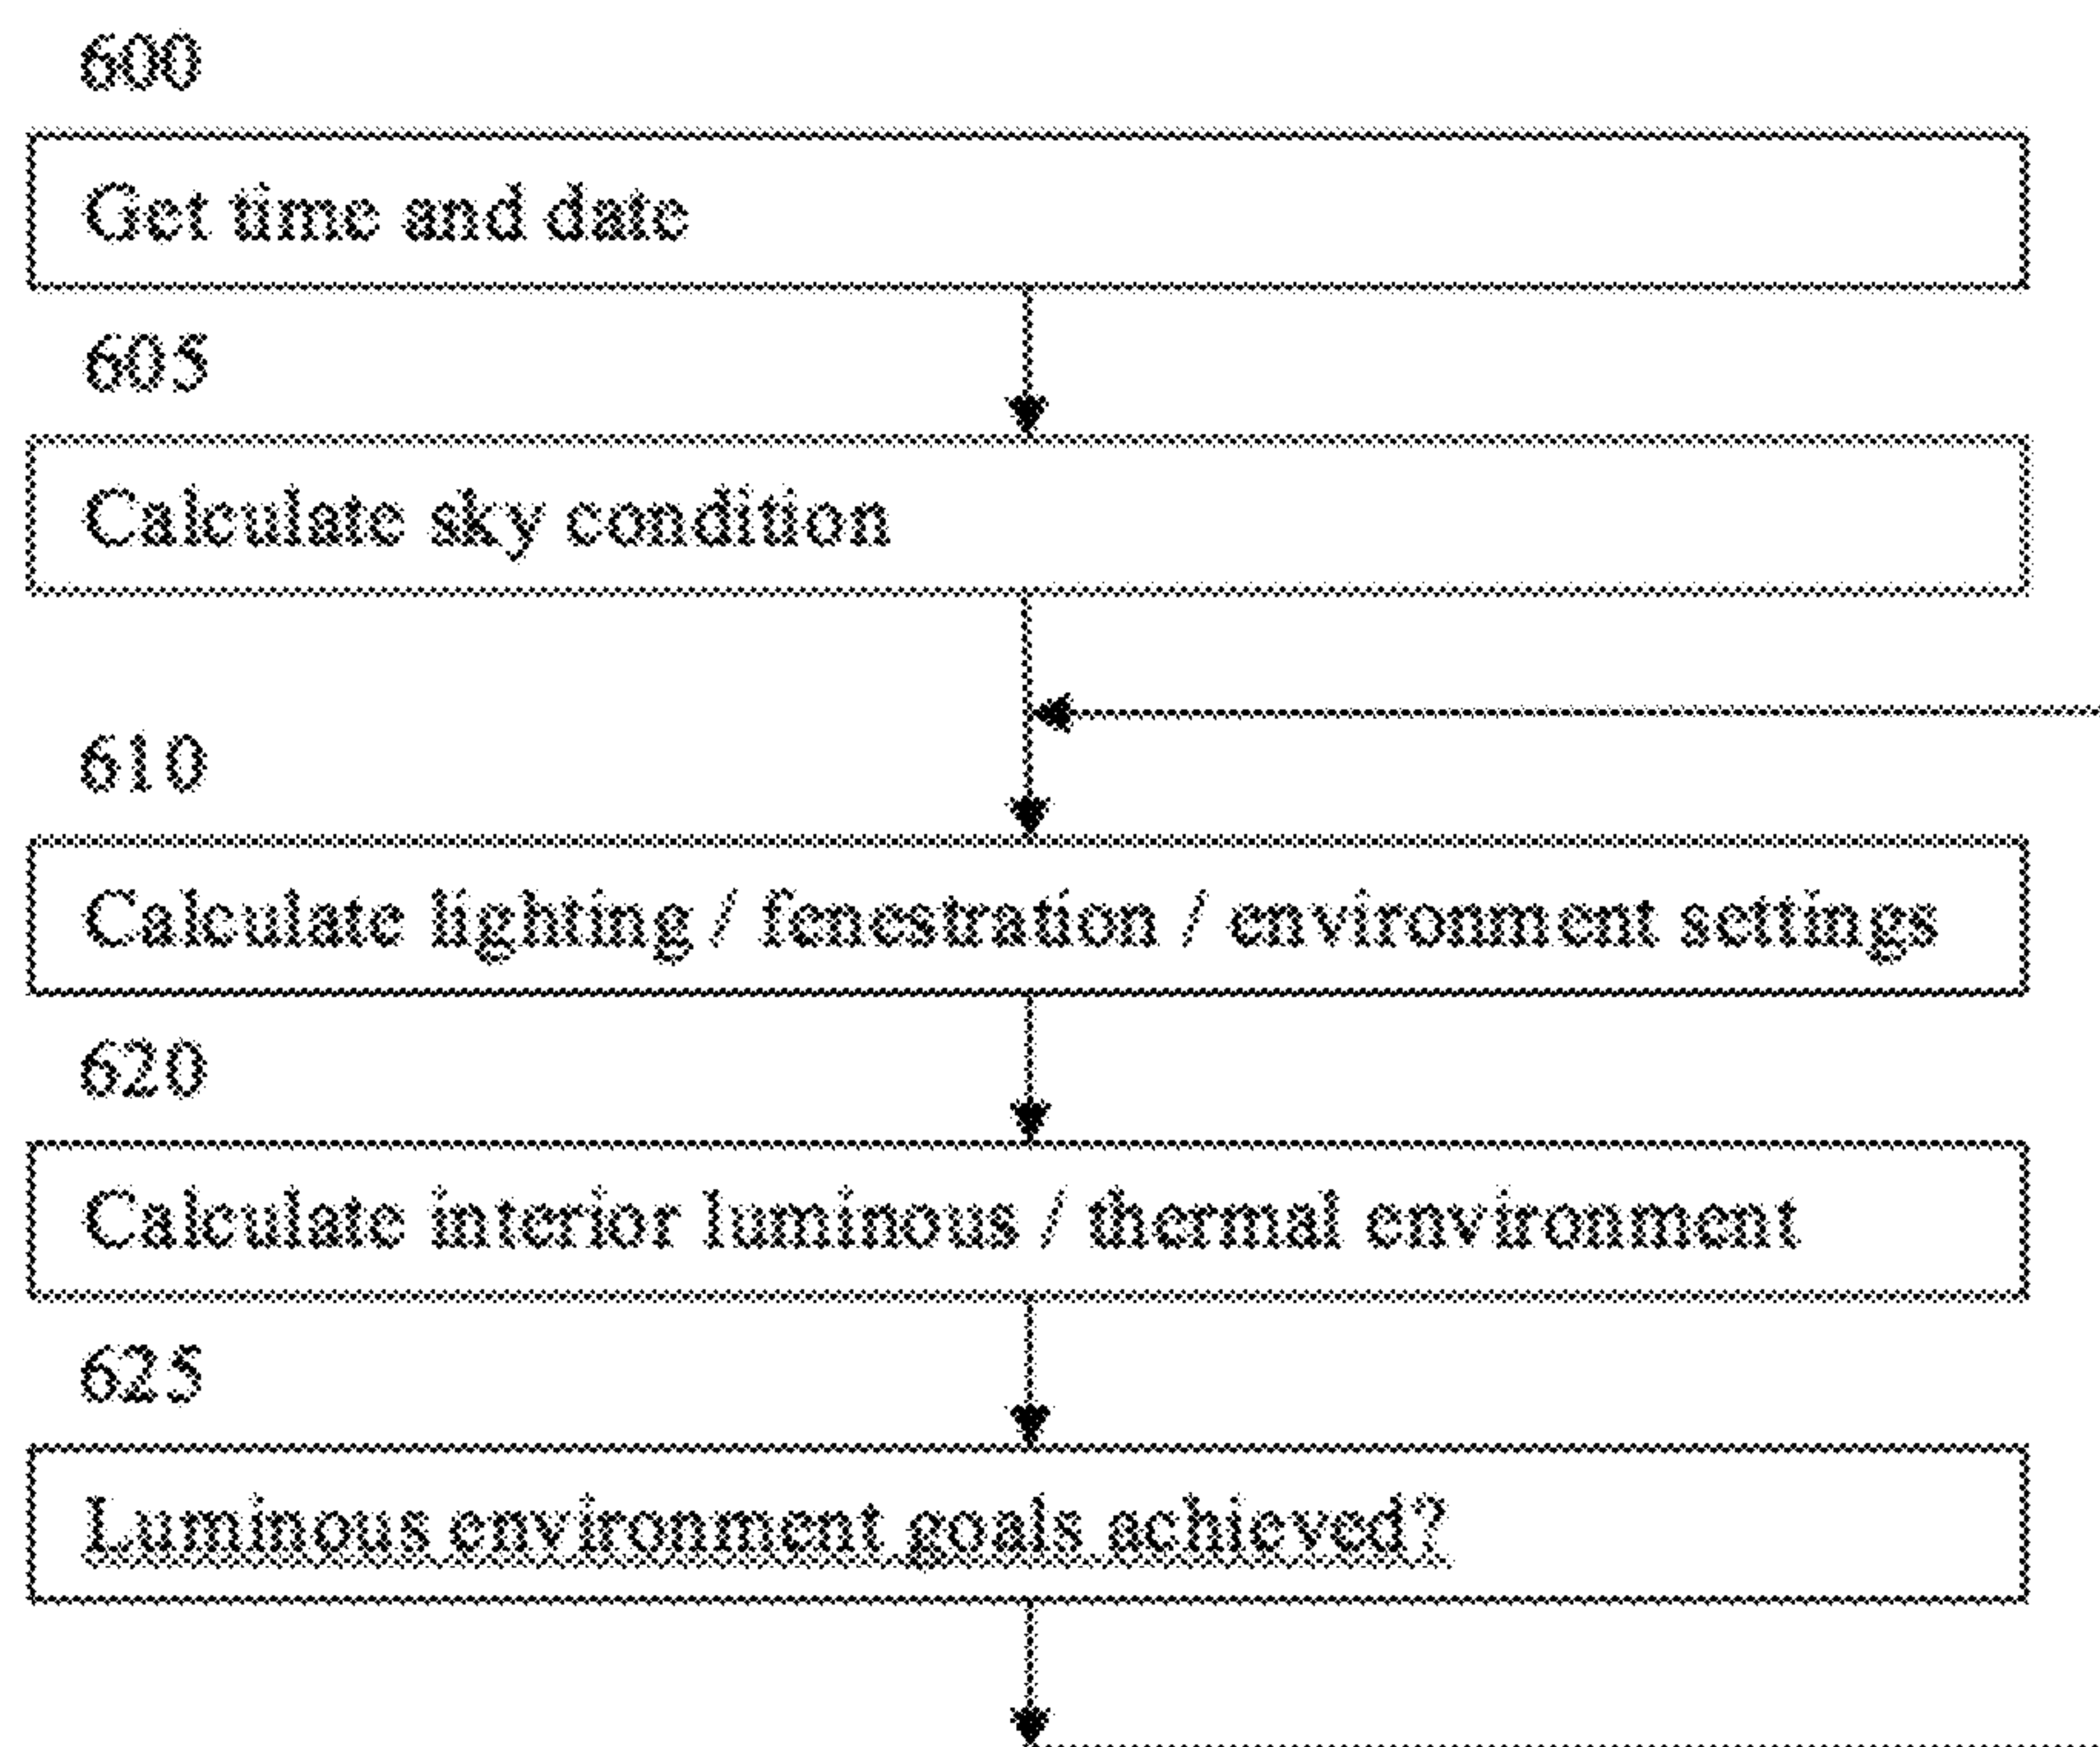 600
Get time and date
605
Calculate sky condition
610
Calculate lighting / fenestration / environment settings
620
Calculate interior luminous / thermal environment
625
Luminous environment goals achieved?